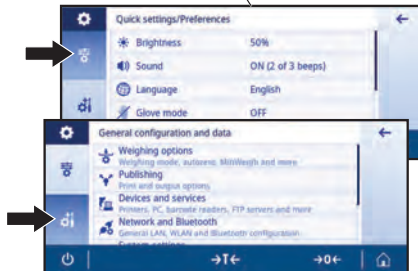 Quick settings/Preferences
Brightness 50%
Sound ON (2 of 3 beeps)
Language English
Glove mode OFF
General configuration and data
Weighing options
Weighing mode, autozero, MinWeigh and more
Publishing
Print and output options
Devices and services
Printers, PC, barcode readers, FTP servers and more
Network and Bluetooth
General LAN, WLAN and Bluetooth configuration
System settings
→T← →0←